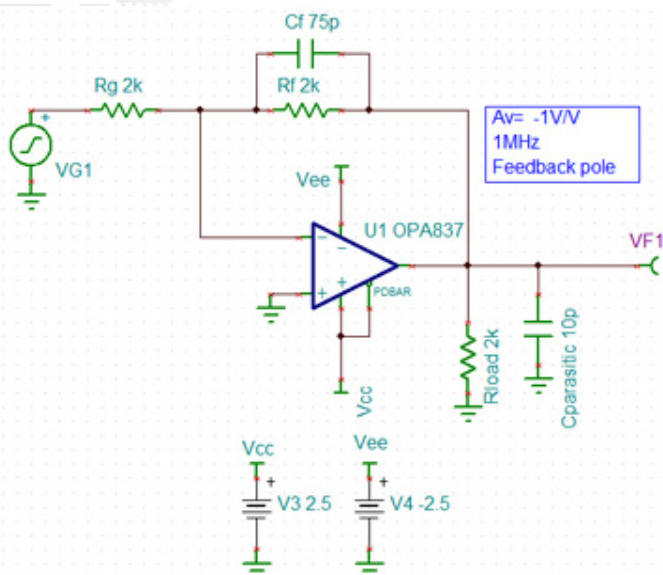 Cf 75p
Rg 2k
Rf 2k
+
VG1
Av= -1V/V
1MHz
Feedback pole
Vee
U1 OPA837
VF1
−
−
+
+
PDBAR
Rload 2k
Cparasitic 10p
Vcc
Vcc
Vee
+
+
V3 2.5
V4 -2.5